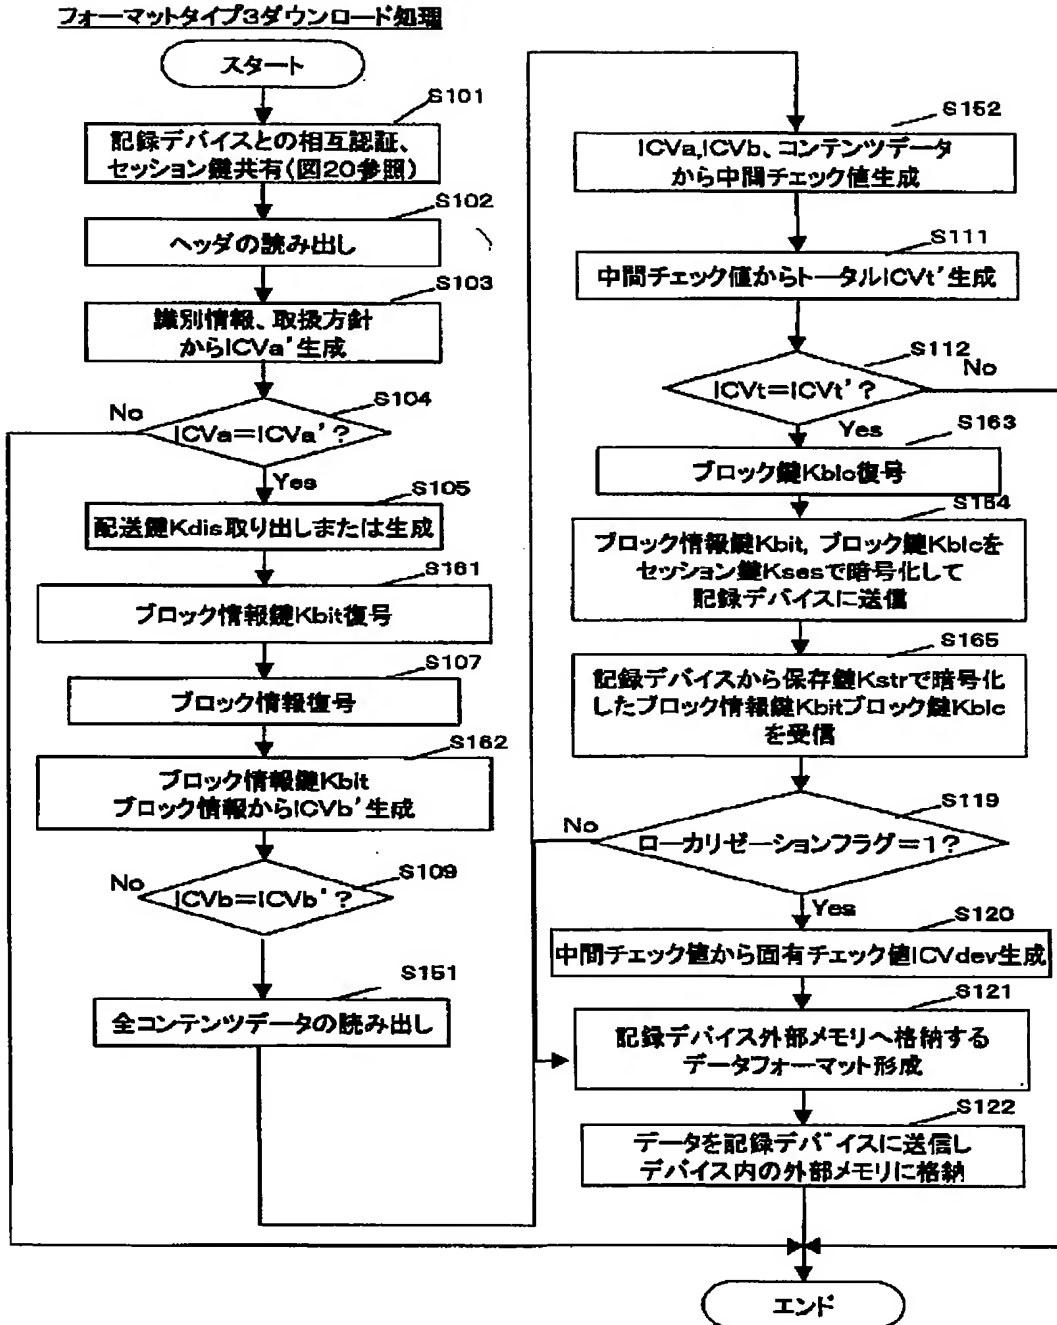 フォーマットタイプ3ダウンロード処理
スタート
S101
記録デバイスとの相互認証、
セッション鍵共有(図20参照)
S102
ヘッダの読み出し
S103
識別情報、取扱方針
からICVa'生成
S104
No
ICVa=ICVa'?
Yes
S105
配送鍵Kdis取り出しまたは生成
S161
ブロック情報鍵Kbit復号
S107
ブロック情報復号
S162
ブロック情報鍵Kbit
ブロック情報からICVb'生成
S109
No
ICVb=ICVb'?
S151
全コンテンツデータの読み出し
S152
ICVa,ICVb、コンテンツデータ
から中間チェック値生成
S111
中間チェック値からトータルICVt'生成
S112
No
ICVt=ICVt'?
Yes
S163
ブロック鍵Kblc復号
S164
ブロック情報鍵Kbit,ブロック鍵Kblcを
セッション鍵Ksesで暗号化して
記録デバイスに送信
S165
記録デバイスから保存鍵Kstrで暗号化
したブロック情報鍵Kbitブロック鍵Kblc
を受信
S119
No
ローカリゼーションフラグ=1?
Yes
S120
中間チェック値から固有チェック値ICVdev生成
S121
記録デバイス外部メモリへ格納する
データフォーマット形成
S122
データを記録デバイスに送信し
デバイス内の外部メモリに格納
エンド